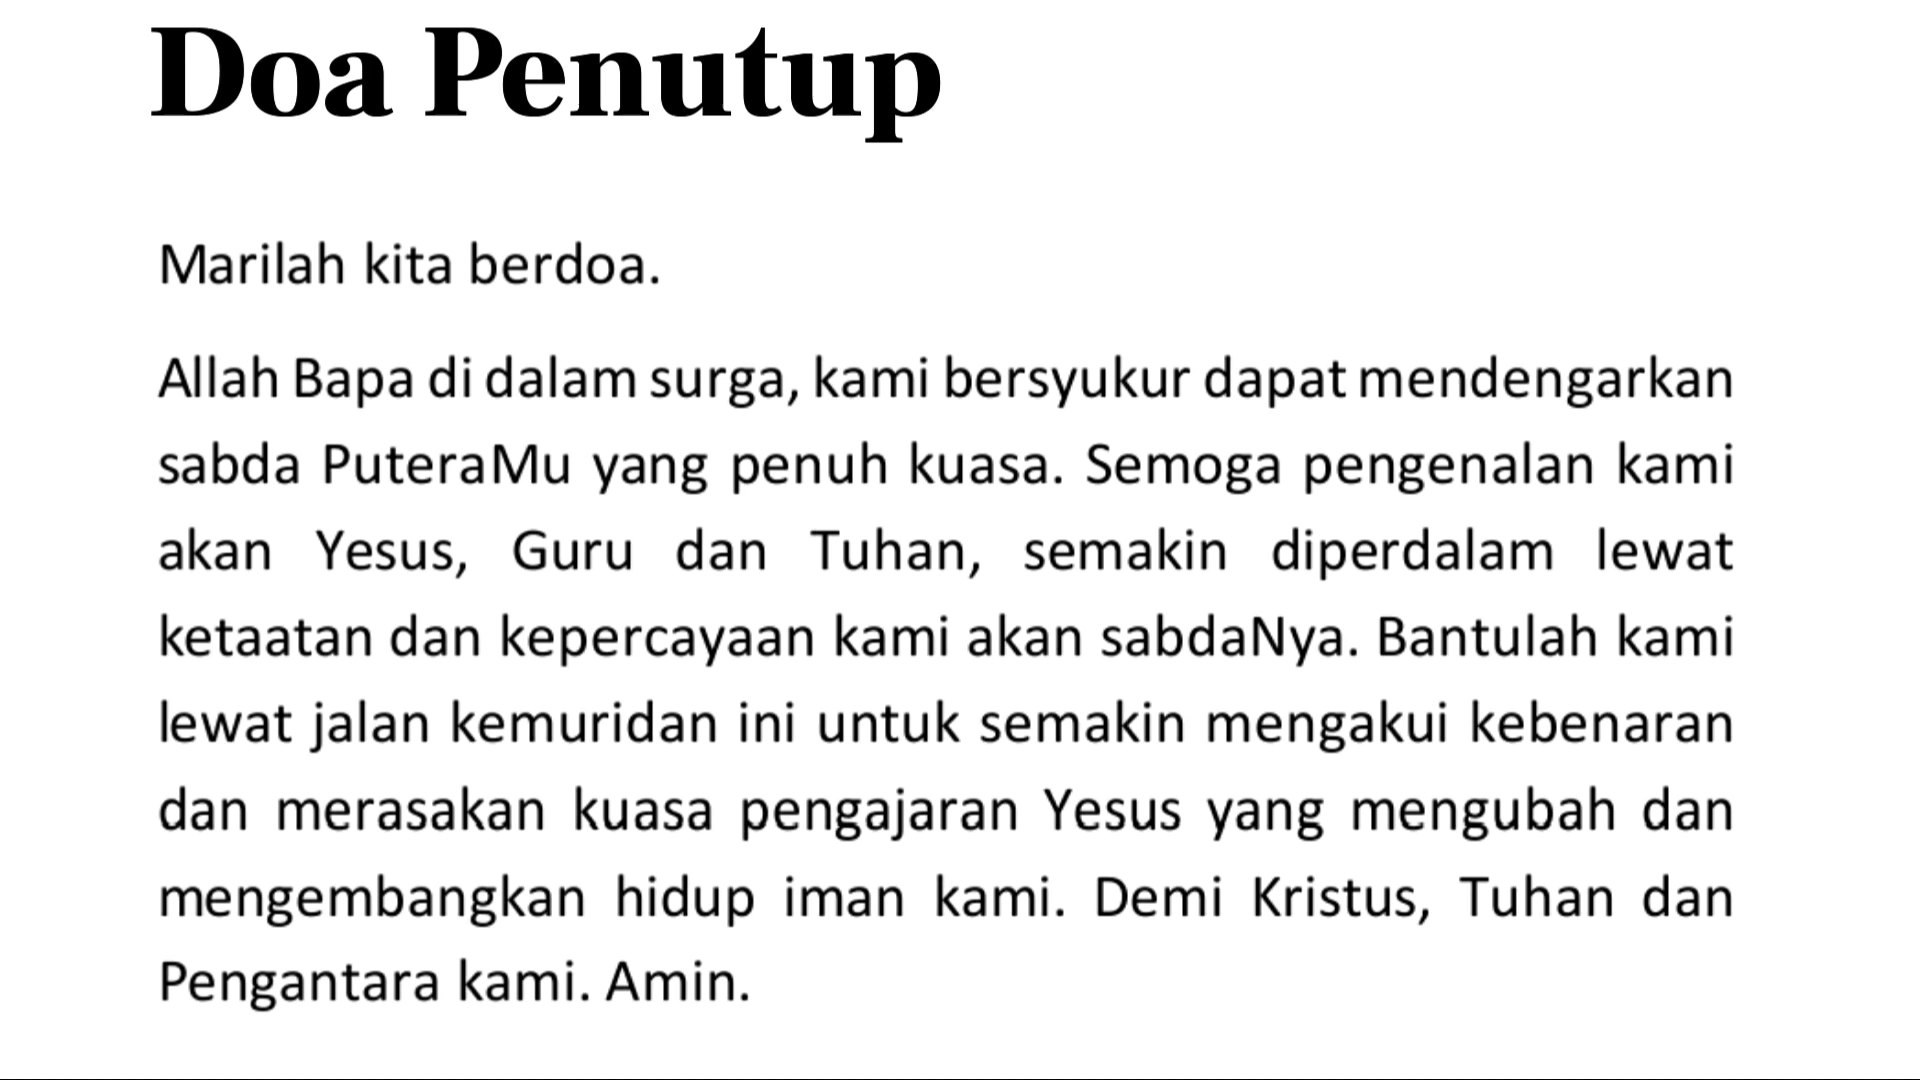 Doa Penutup
Marilah kita berdoa.
Allah Bapa di dalam surga, kami bersyukur dapat mendengarkan
sabda PuteraMu yang penuh kuasa. Semoga pengenalan kami
akan Yesus, Guru dan Tuhan, semakin diperdalam lewat
ketaatan dan kepercayaan kami akan sabdaNya. Bantulah kami
lewat jalan kemuridan ini untuk semakin mengakui kebenaran
dan merasakan kuasa pengajaran Yesus yang mengubah dan
mengembangkan hidup iman kami. Demi Kristus, Tuhan dan
Pengantara kami. Amin.